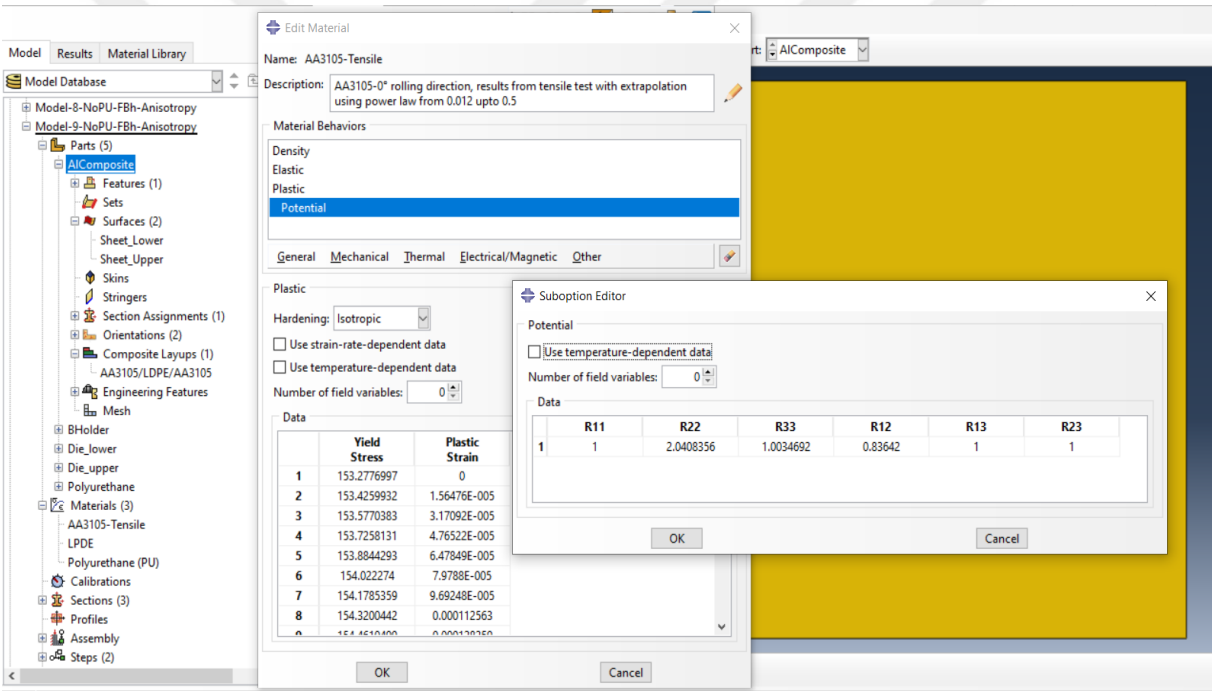 Model Results Material Library
Model Database
Model-8-NoPU-FBh-Anisotropy
Model-9-NoPU-FBh-Anisotropy
Parts (5)
AlComposite
Features (1)
Sets
Surfaces (2)
Sheet_Lower
Sheet_Upper
Skins
Stringers
Section Assignments (1)
Orientations (2)
Composite Layups (1)
AA3105/LDPE/AA3105
Engineering Features
Mesh
BHolder
Die_lower
Die_upper
Polyurethane
Materials (3)
AA3105-Tensile
LPDE
Polyurethane (PU)
Calibrations
Sections (3)
Profiles
Assembly
Steps (2)
Edit Material
Name: AA3105-Tensile
Description: AA3105-0° rolling direction, results from tensile test with extrapolation
using power law from 0.012 upto 0.5
Material Behaviors
Density
Elastic
Plastic
Potential
General Mechanical Thermal Electrical/Magnetic Other
Plastic
Hardening: Isotropic
Use strain-rate-dependent data
Use temperature-dependent data
Number of field variables: 0
Data
Yield Stress Plastic Strain
1 153.2776997 0
2 153.4259932 1.56476E-005
3 153.5770383 3.17092E-005
4 153.7258131 4.76522E-005
5 153.8844293 6.47849E-005
6 154.022274 7.9788E-005
7 154.1785359 9.69248E-005
8 154.3200442 0.000112563
OK Cancel
rt: AlComposite
Suboption Editor
Potential
Use temperature-dependent data
Number of field variables: 0
Data
R11 R22 R33 R12 R13 R23
1 1 2.0408356 1.0034692 0.83642 1 1
OK Cancel